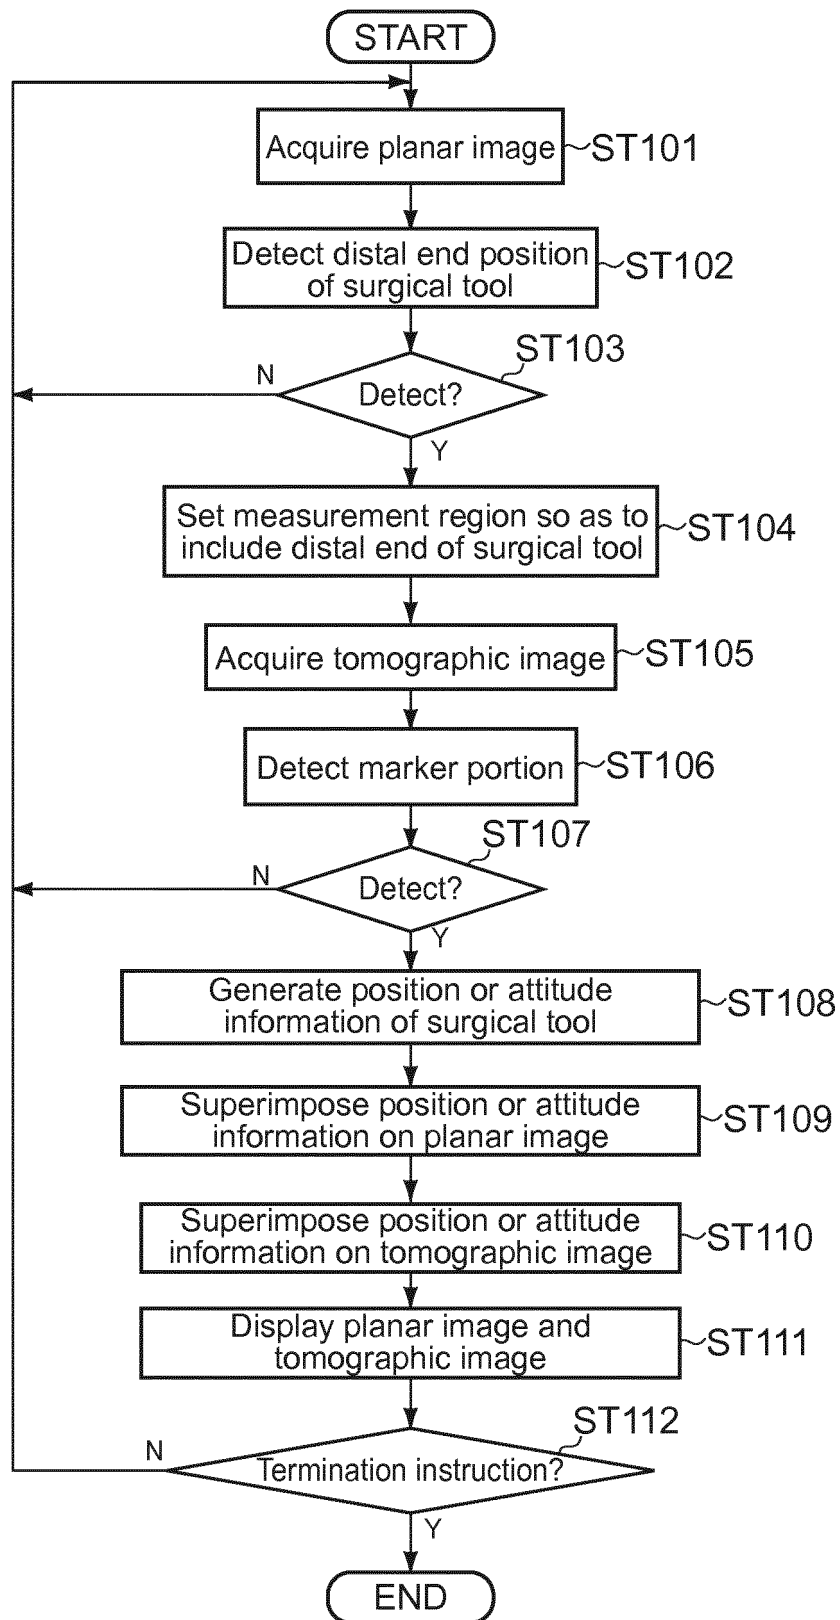 START
Acquire planar image
ST101
Detect distal end position
of surgical tool
ST102
ST103
N
Detect?
Y
Set measurement region so as to
include distal end of surgical tool
ST104
Acquire tomographic image
ST105
Detect marker portion
ST106
ST107
N
Detect?
Y
Generate position or attitude
information of surgical tool
ST108
Superimpose position or attitude
information on planar image
ST109
Superimpose position or attitude
information on tomographic image
ST110
Display planar image and
tomographic image
ST111
ST112
N
Termination instruction?
Y
END